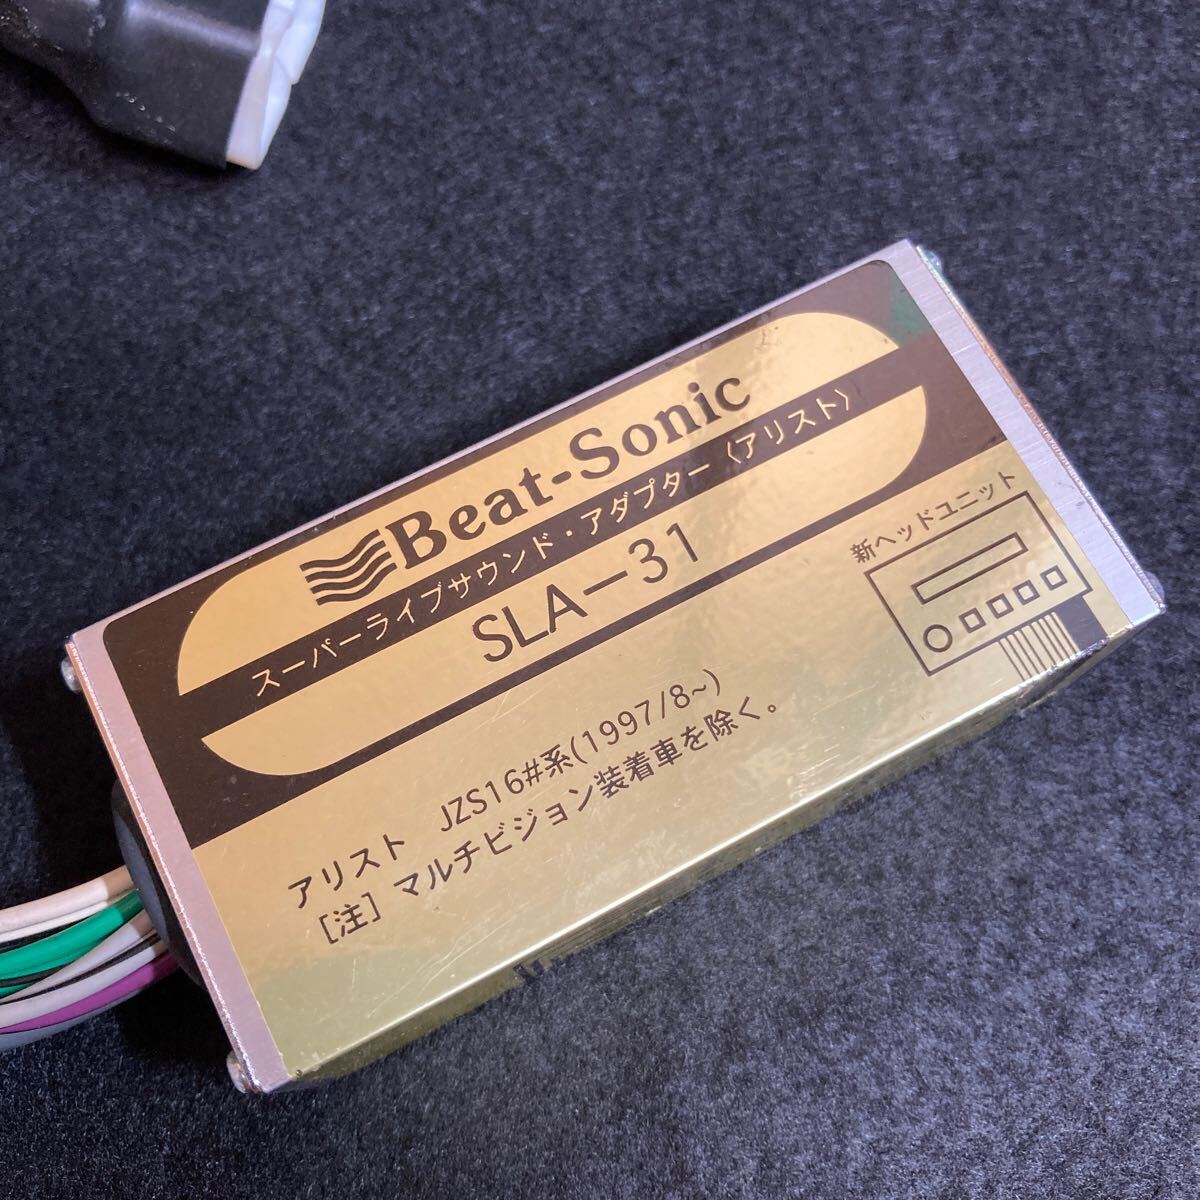 Beat-Sonic
スーパーライブサウンド・アダプター〈アリスト〉
SLA-31
新ヘッドユニット
アリスト JZS16#系(1997/8~)
[注] マルチビジョン装着車を除く。